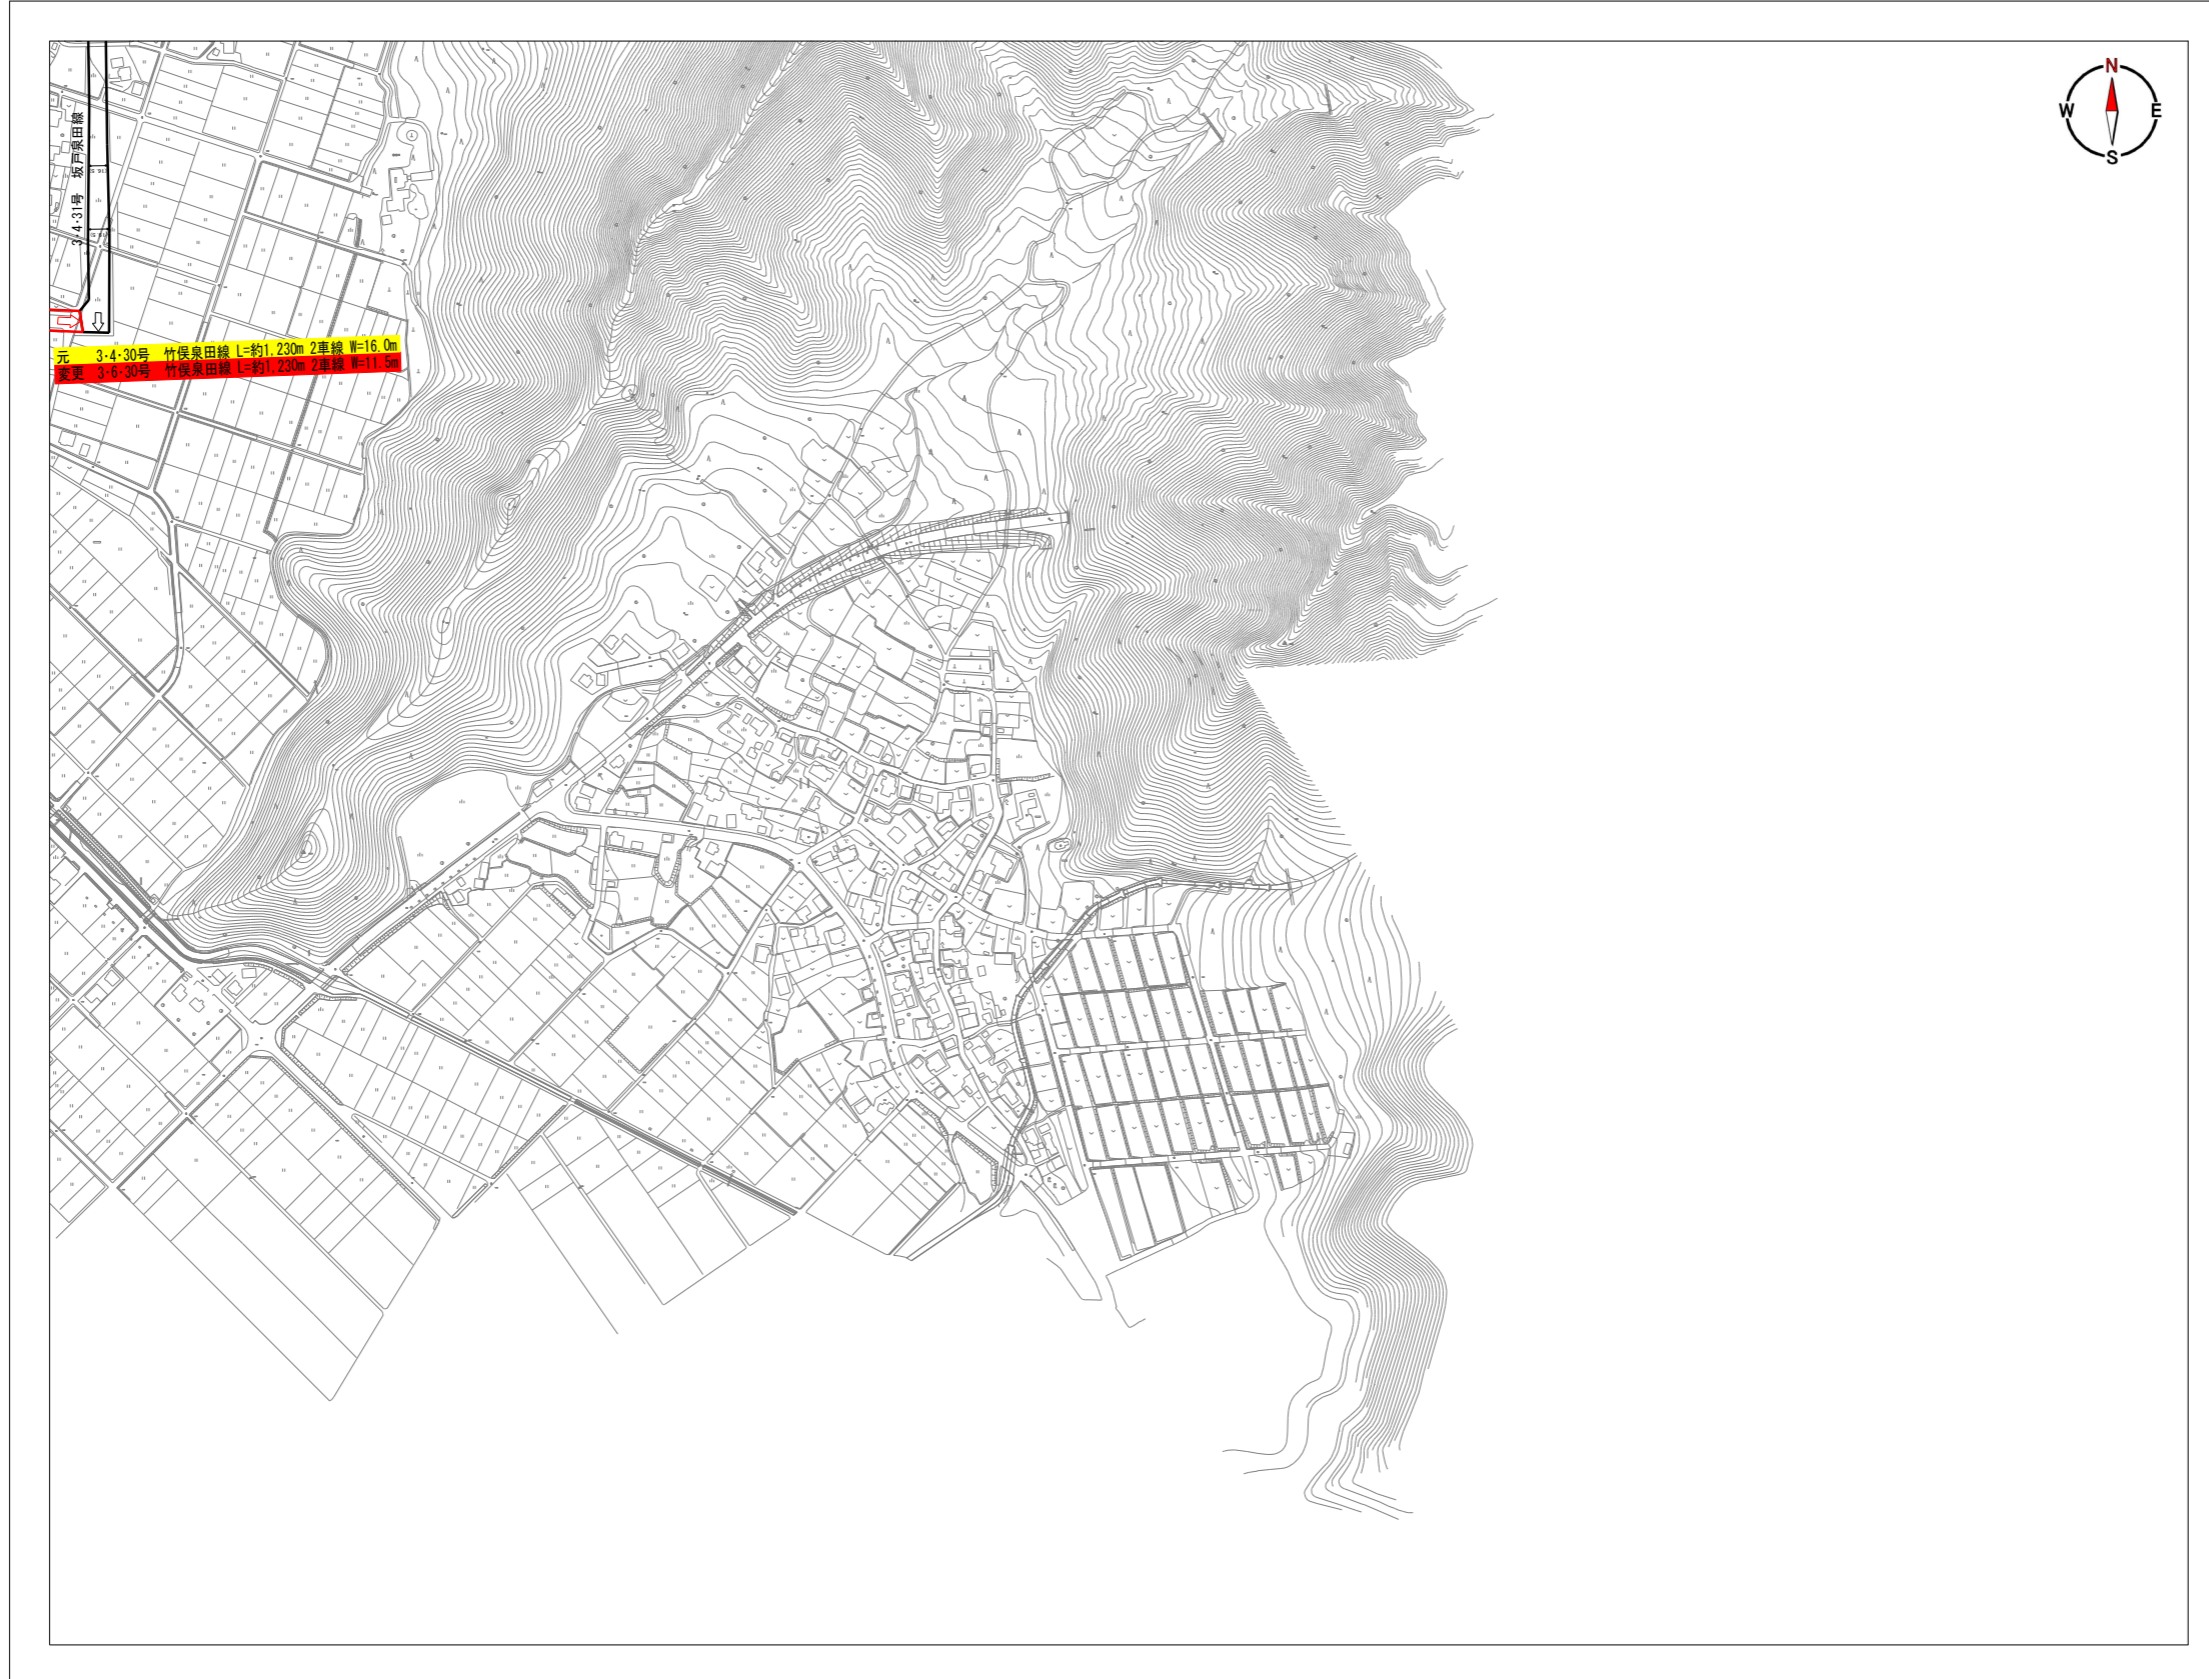 N
W
E
S
3・4・31号 坂戸泉田線
元 3・4・30号 竹俣泉田線 L=約1,230m 2車線 W=16.0m
変更 3・6・30号 竹俣泉田線 L=約1,230m 2車線 W=11.5m